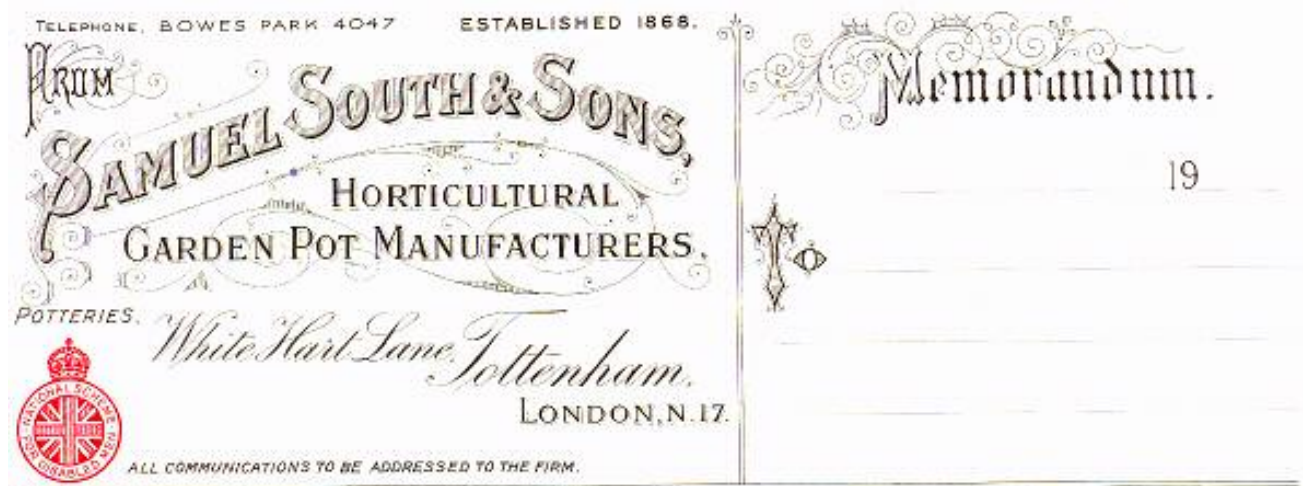 TELEPHONE, BOWES PARK 4047
ESTABLISHED 1868.
FROM
SAMUEL SOUTH & SONS,
HORTICULTURAL
GARDEN POT MANUFACTURERS.
POTTERIES.
White Hart Lane, Tottenham,
LONDON, N.17.
NATIONAL SCHEME
FOR DISABLED MEN
ALL COMMUNICATIONS TO BE ADDRESSED TO THE FIRM.
Memorandum.
19
To